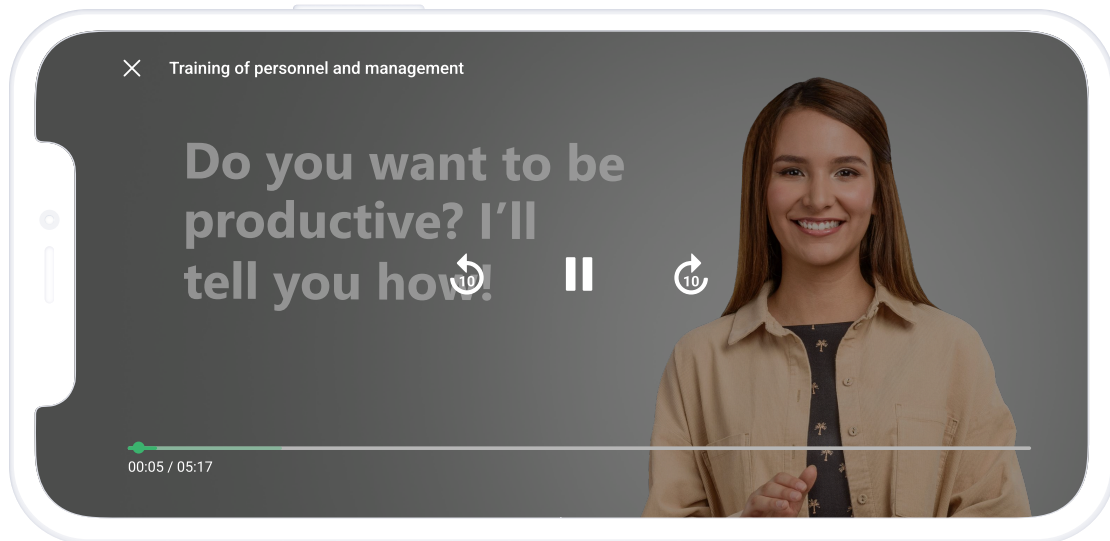 Training of personnel and management
Do you want to be
productive? I’ll
tell you how!
10
10
00:05 / 05:17